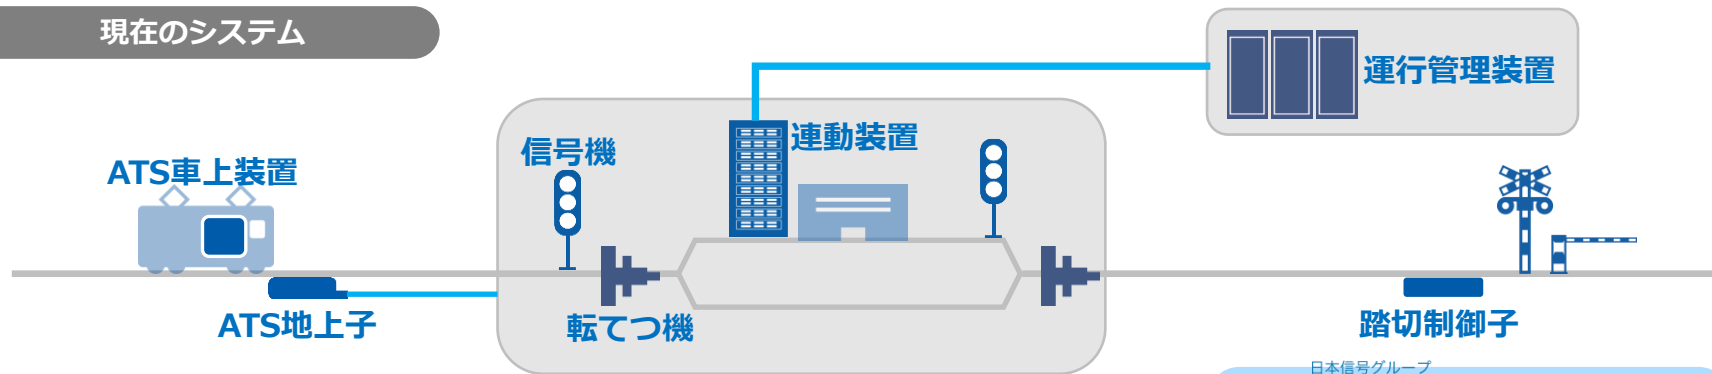 現在のシステム
運行管理装置
連動装置
信号機
ATS車上装置
ATS地上子
転てつ機
踏切制御子
日本信号グループ